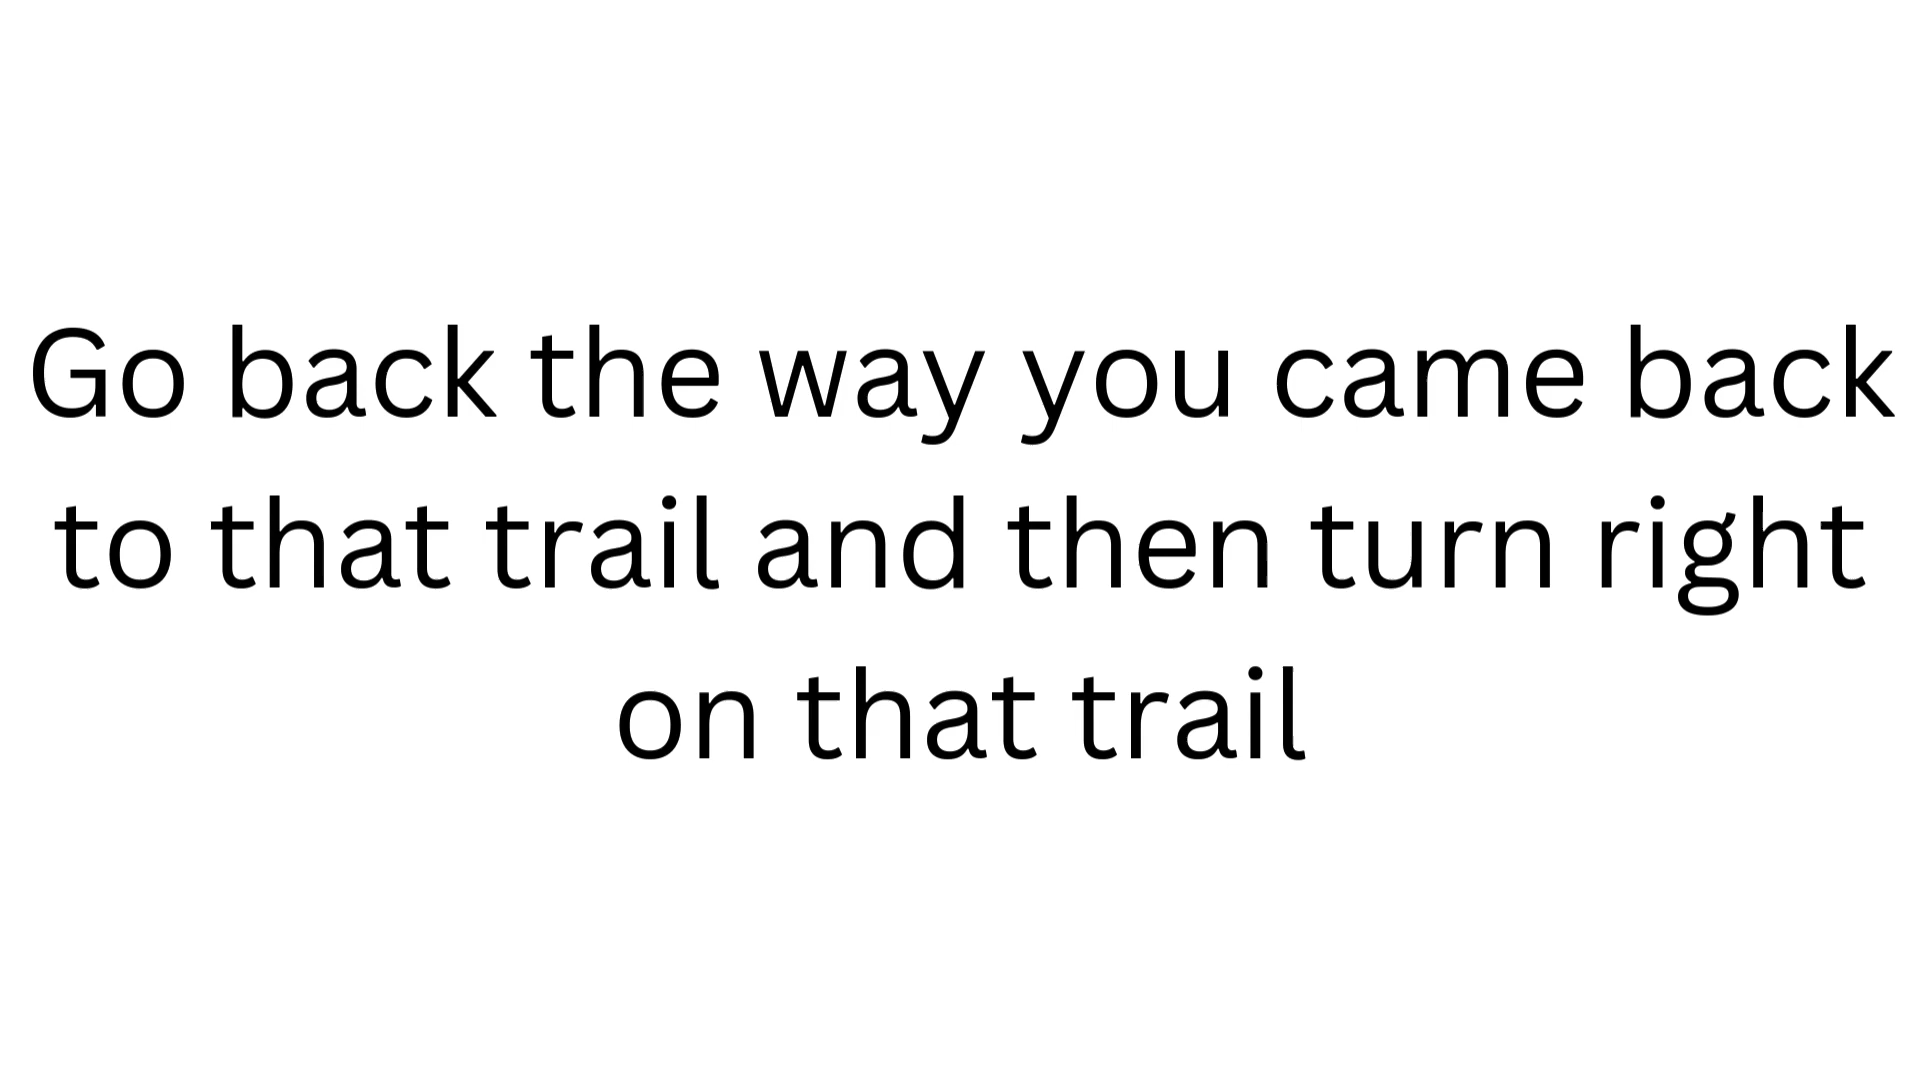 Go back the way you came back
to that trail and then turn right
on that trail